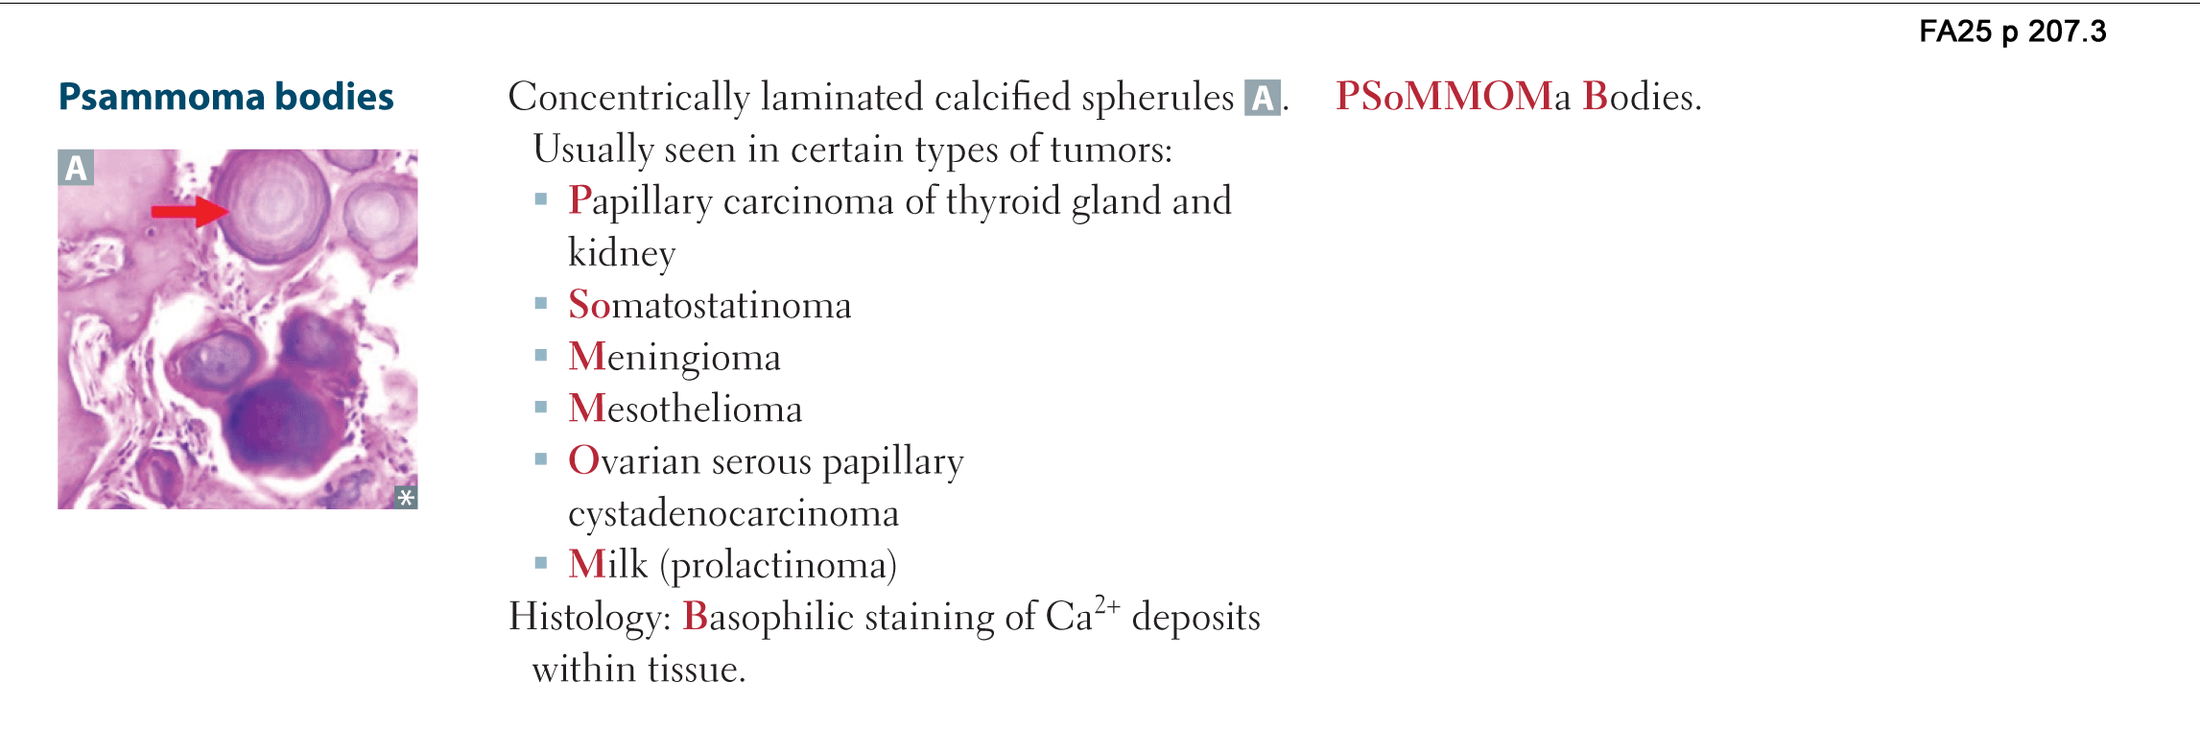 FA25 p 207.3
Psammoma bodies
A
*
Concentrically laminated calcified spherules A.
Usually seen in certain types of tumors:
▪ Papillary carcinoma of thyroid gland and
kidney
▪ Somatostatinoma
▪ Meningioma
▪ Mesothelioma
▪ Ovarian serous papillary
cystadenocarcinoma
▪ Milk (prolactinoma)
Histology: Basophilic staining of Ca²⁺ deposits
within tissue.
PSoMMOMa Bodies.